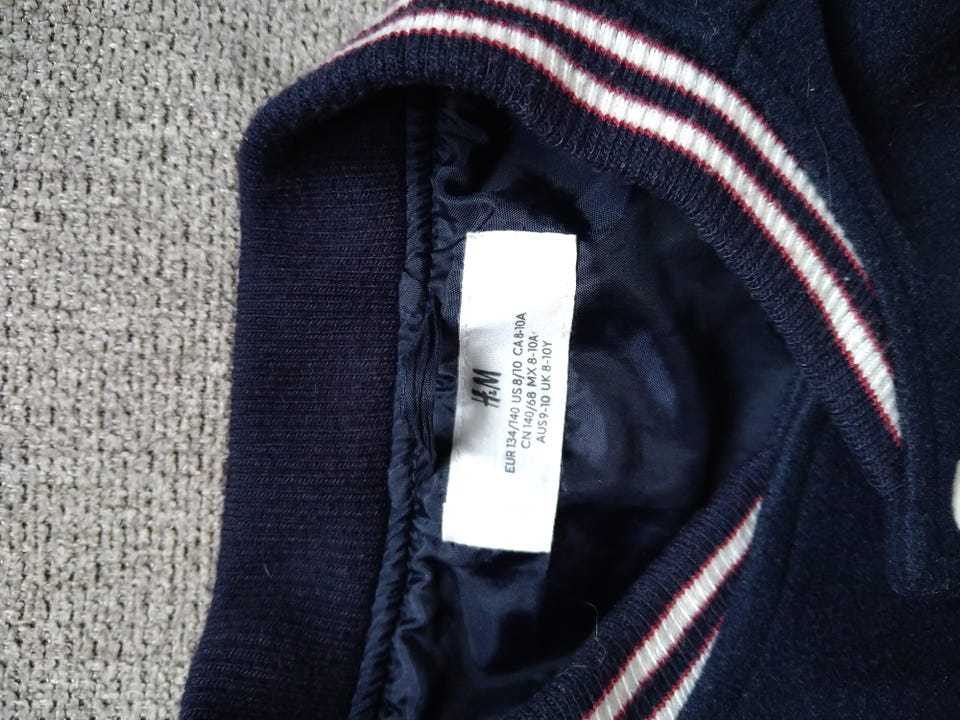 H&M
EUR 134/140 US 8/10 CA 8-10A
CN 140/68 MX 8-10A
AUS 9-10 UK 8-10Y